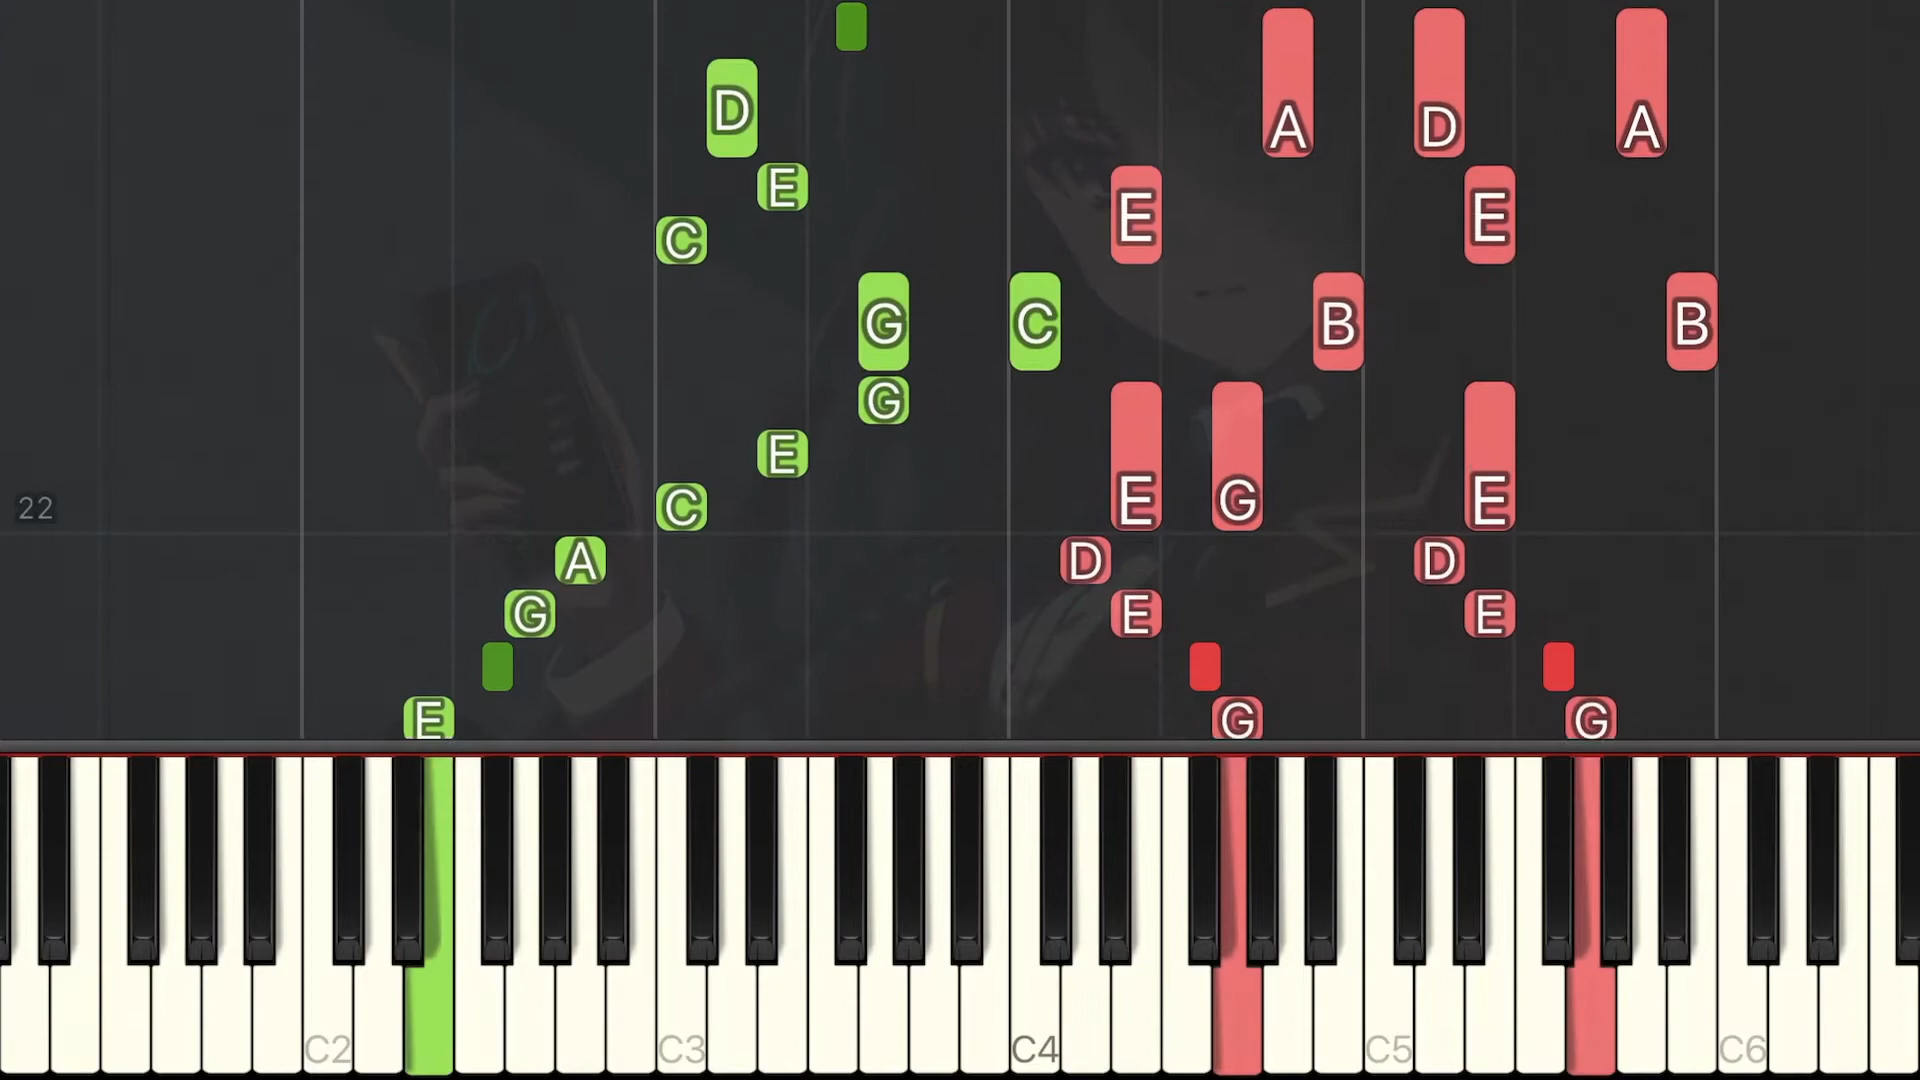 D A D A
E E E
C
G C B B
G
E
C E G E
22
A D D
G E E
E G G
C2 C3 C4 C5 C6